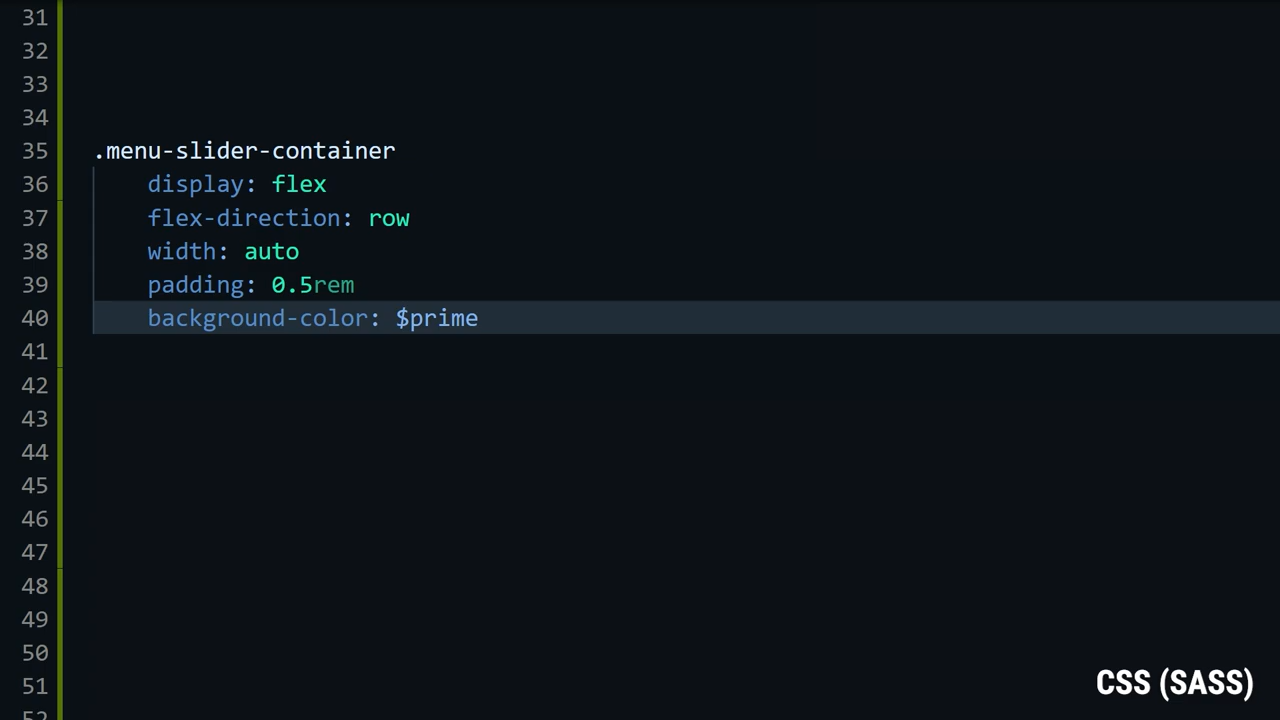 31
32
33
34
35 .menu-slider-container
36 display: flex
37 flex-direction: row
38 width: auto
39 padding: 0.5rem
40 background-color: $prime
41
42
43
44
45
46
47
48
49
50
51
52
CSS (SASS)